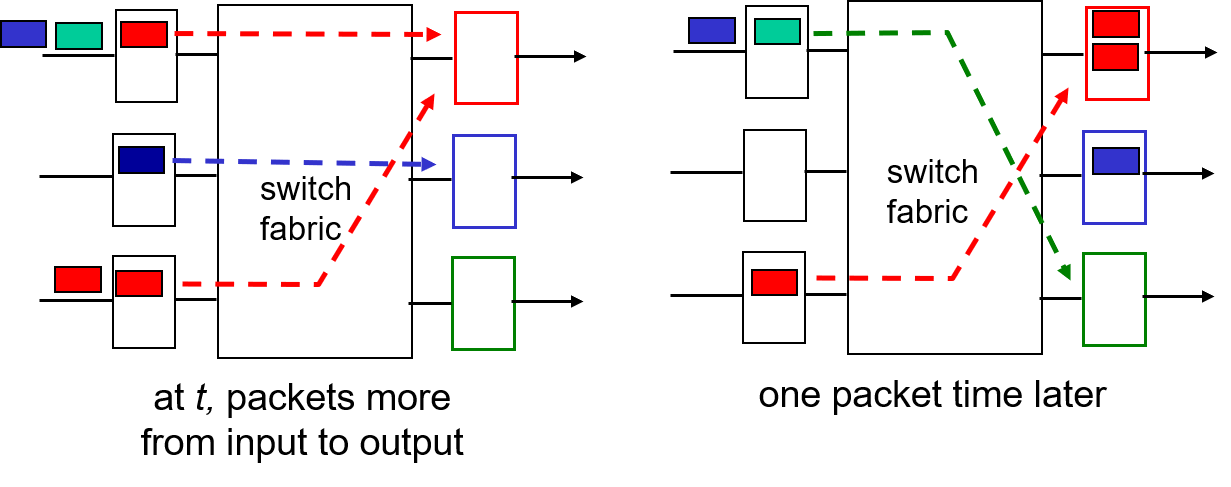 switch
fabric
at t, packets more
from input to output
switch
fabric
one packet time later